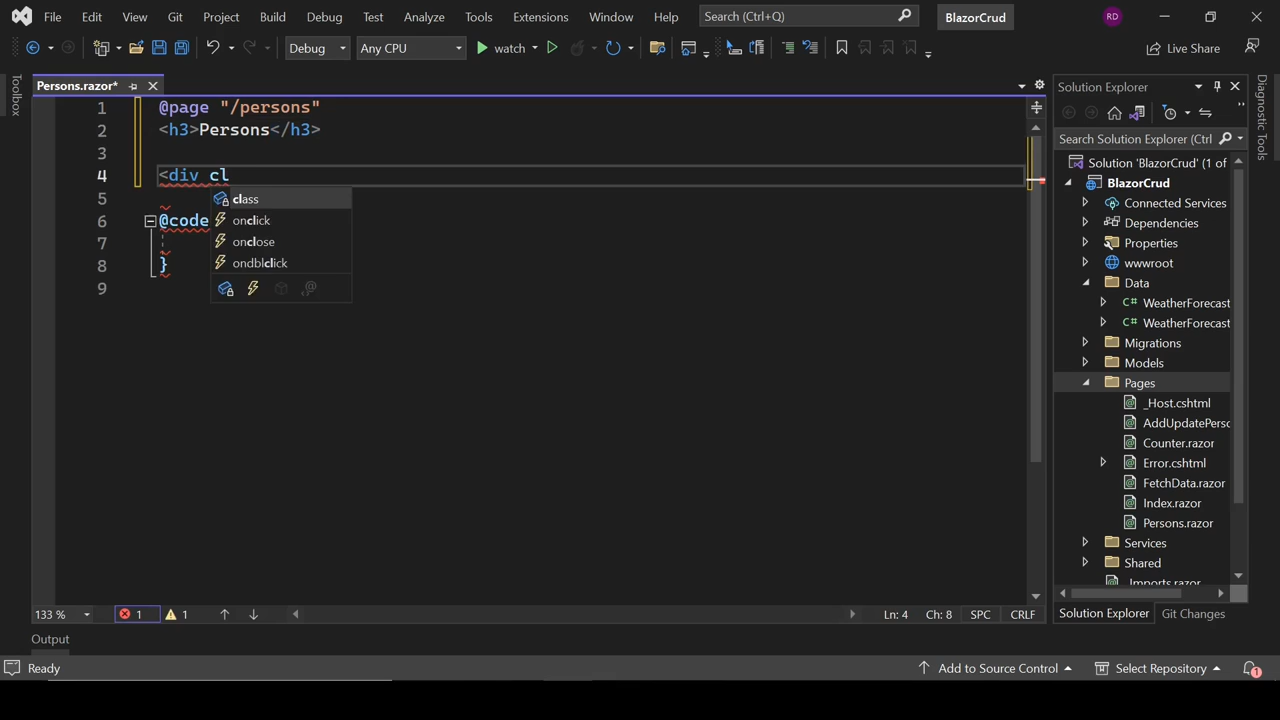 File Edit View Git Project Build Debug Test Analyze Tools Extensions Window Help Search (Ctrl+Q) BlazorCrud RD
Debug Any CPU watch Live Share
Toolbox
Persons.razor*
1 @page "/persons"
2 <h3>Persons</h3>
3
4 <div cl
5
6 @code
7
8 }
9
class
onclick
onclose
ondblclick
133 % 1 1 Ln: 4 Ch: 8 SPC CRLF
Solution Explorer
Search Solution Explorer (Ctrl
Solution 'BlazorCrud' (1 of
BlazorCrud
Connected Services
Dependencies
Properties
wwwroot
Data
WeatherForecast
WeatherForecast
Migrations
Models
Pages
_Host.cshtml
AddUpdatePerso
Counter.razor
Error.cshtml
FetchData.razor
Index.razor
Persons.razor
Services
Shared
_Imports.razor
Solution Explorer Git Changes
Diagnostic Tools
Output
Ready Add to Source Control Select Repository 1